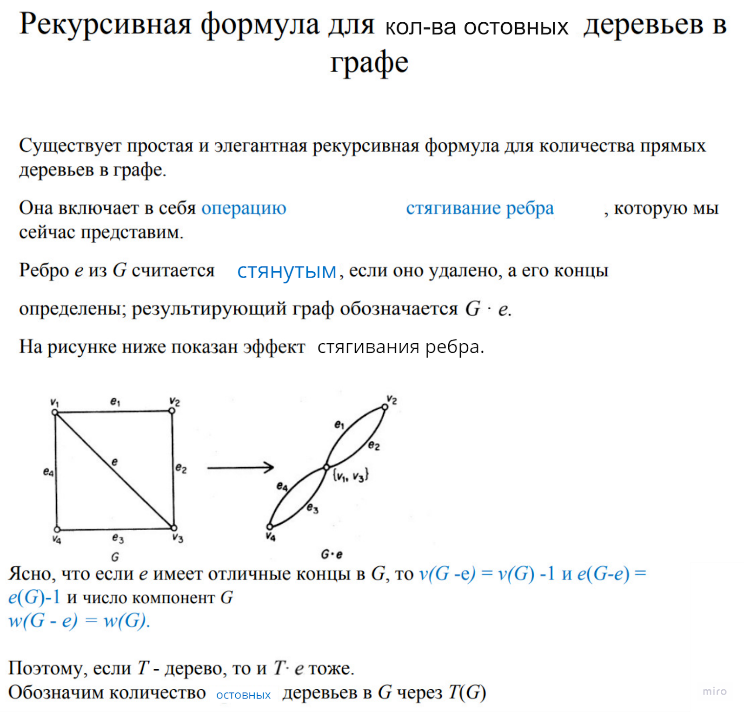 Рекурсивная формула для кол-ва остовных деревьев в
графе
Существует простая и элегантная рекурсивная формула для количества прямых
деревьев в графе.
Она включает в себя операцию стягивание ребра , которую мы
сейчас представим.
Ребро e из G считается стянутым, если оно удалено, а его концы
определены; результирующий граф обозначается G · e.
На рисунке ниже показан эффект стягивания ребра.
v1 e1 v2
e4 e e2
v4 e3 v3
G
v2
e1
e2
{v1, v3}
e4
e3
v4
G·e
Ясно, что если e имеет отличные концы в G, то v(G -e) = v(G) -1 и e(G-e) =
e(G)-1 и число компонент G
w(G - e) = w(G).
Поэтому, если T - дерево, то и T· e тоже.
Обозначим количество остовных деревьев в G через T(G)
miro